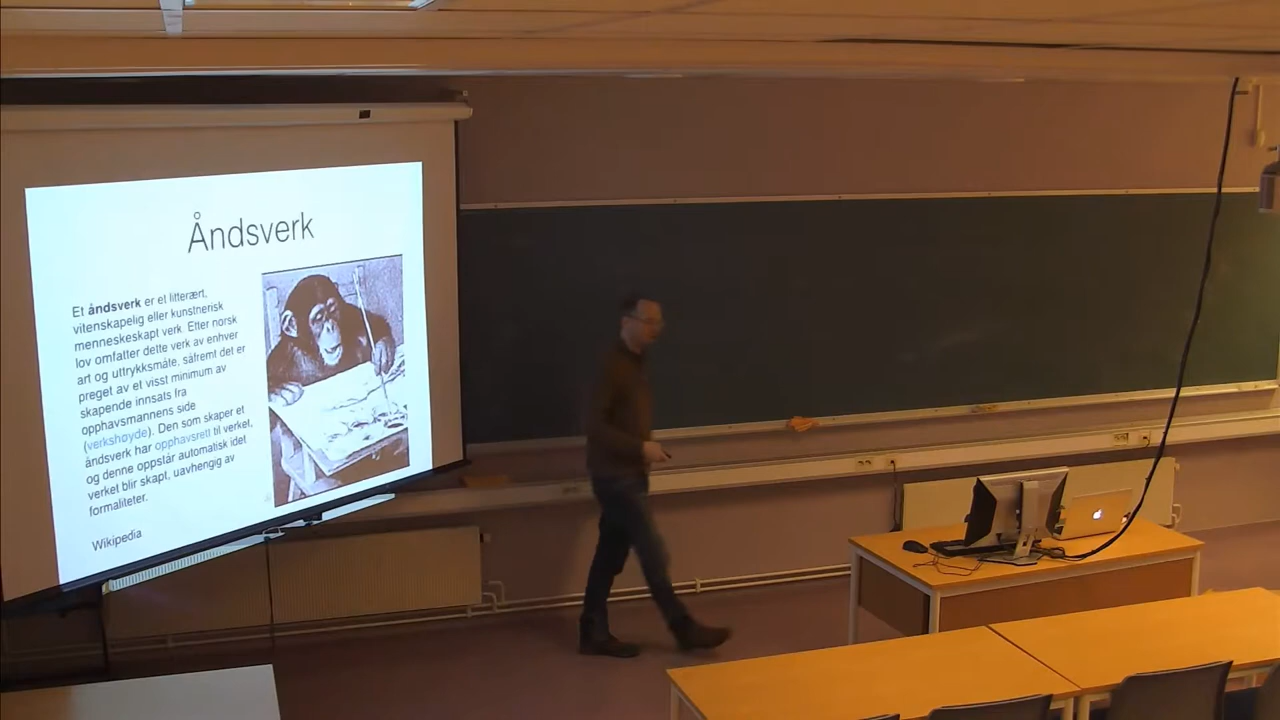 Åndsverk
Et åndsverk er et litterært,
vitenskapelig eller kunstnerisk
menneskeskapt verk. Etter norsk
lov omfatter dette verk av enhver
art og uttrykksmåte, såfremt det er
preget av et visst minimum av
skapende innsats fra
opphavsmannens side
(verkshøyde). Den som skaper et
åndsverk har opphavsrett til verket,
og denne oppstår automatisk idet
verket blir skapt, uavhengig av
formaliteter.
Wikipedia